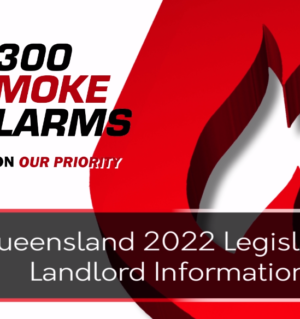 300
MOKE
LARMS
ON OUR PRIORITY
ueensland 2022 Legisl
Landlord Information